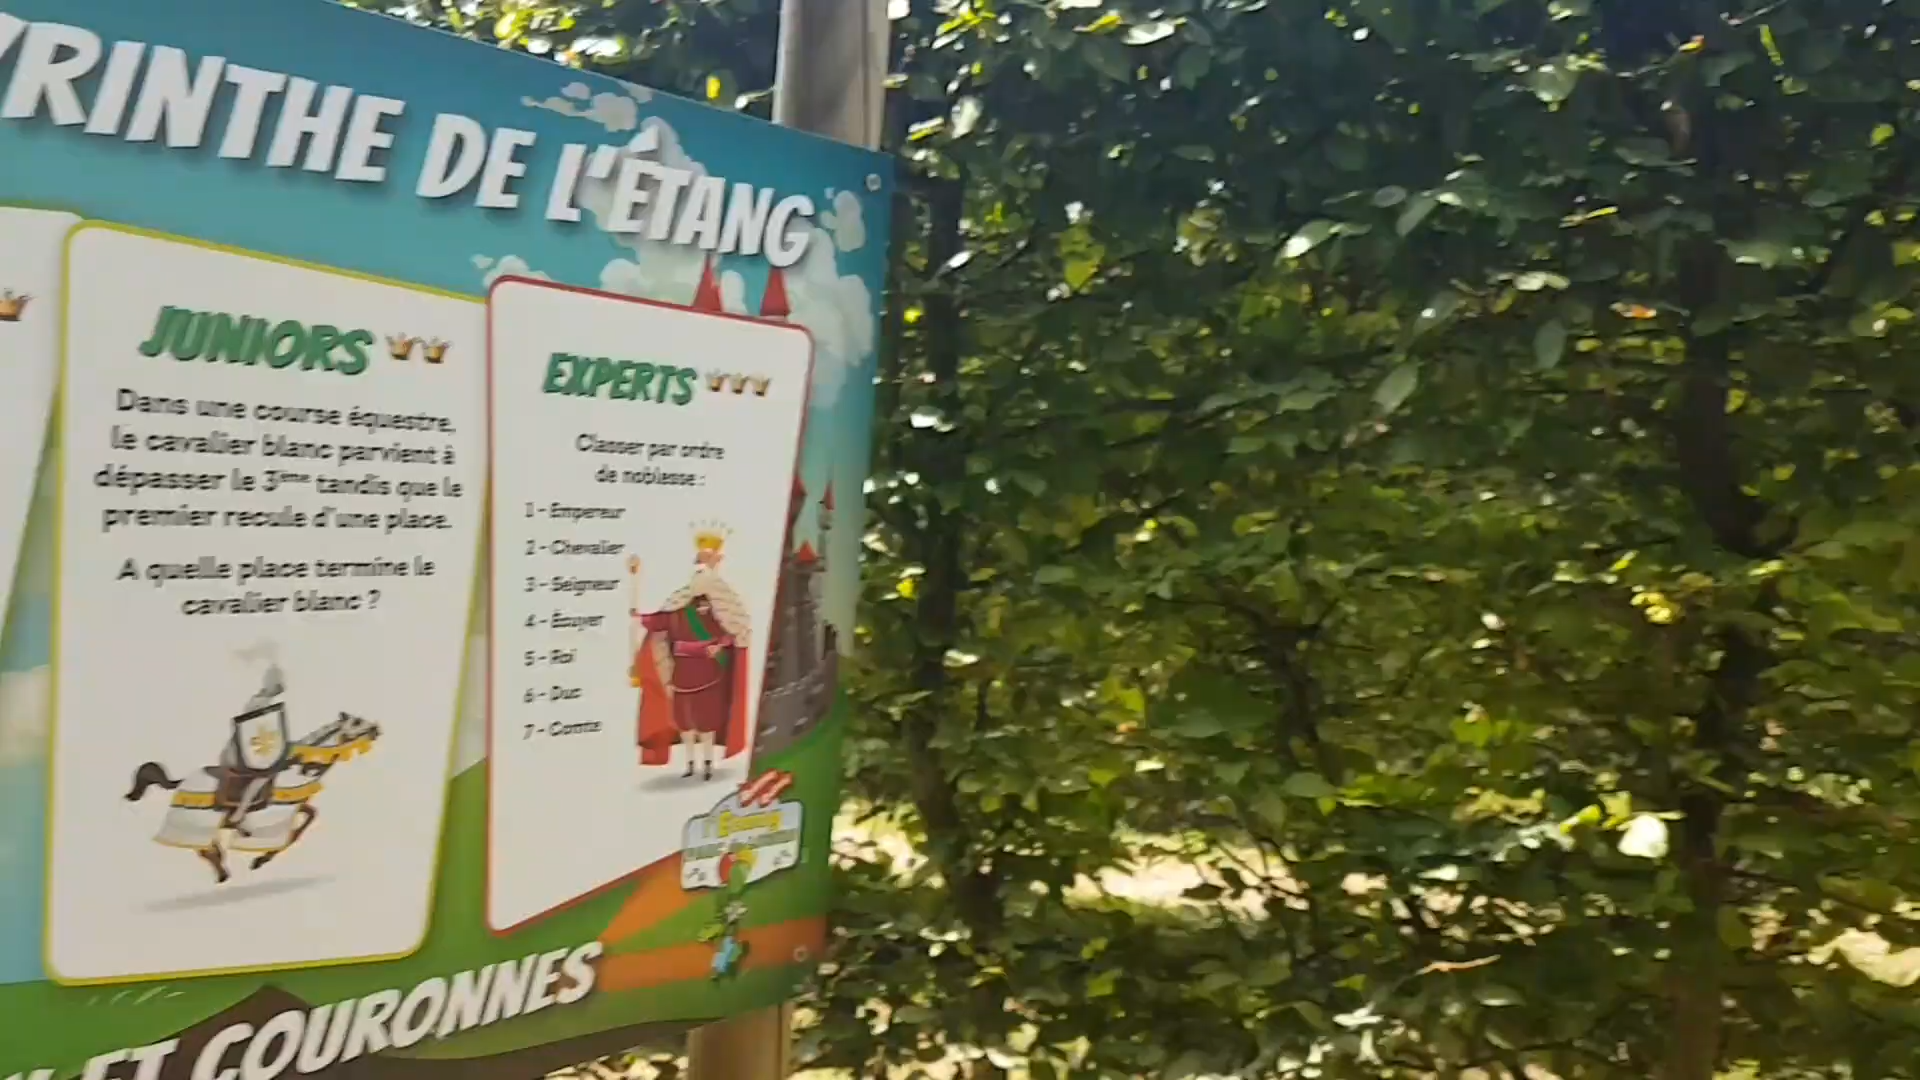 YRINTHE DE L'ÉTANG
JUNIORS
Dans une course équestre,
le cavalier blanc parvient à
dépasser le 3ème tandis que le
premier recule d'une place.
A quelle place termine le
cavalier blanc ?
EXPERTS
Classer par ordre
de noblesse :
1 - Empereur
2 - Chevalier
3 - Seigneur
4 - Écuyer
5 - Roi
6 - Duc
7 - Comte
ET COURONNES